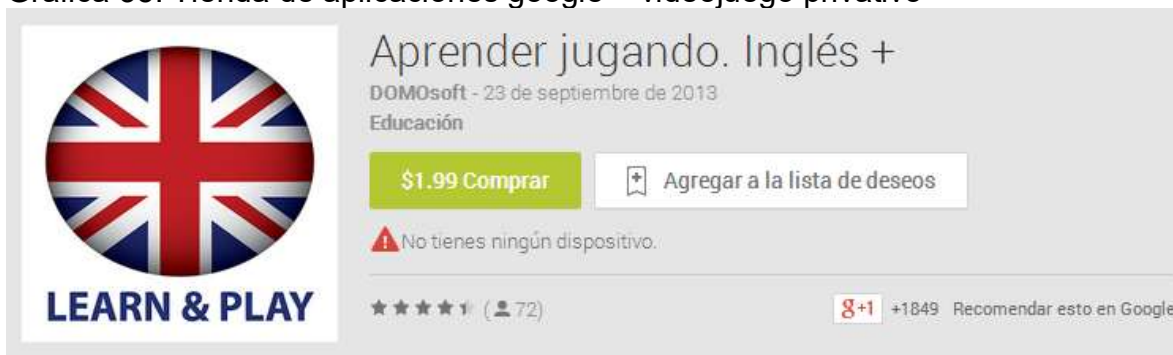 Aprender jugando. Inglés +
DOMOsoft - 23 de septiembre de 2013
Educación
$1.99 Comprar
Agregar a la lista de deseos
No tienes ningún dispositivo.
LEARN & PLAY
(72)
g+1 +1849 Recomendar esto en Google